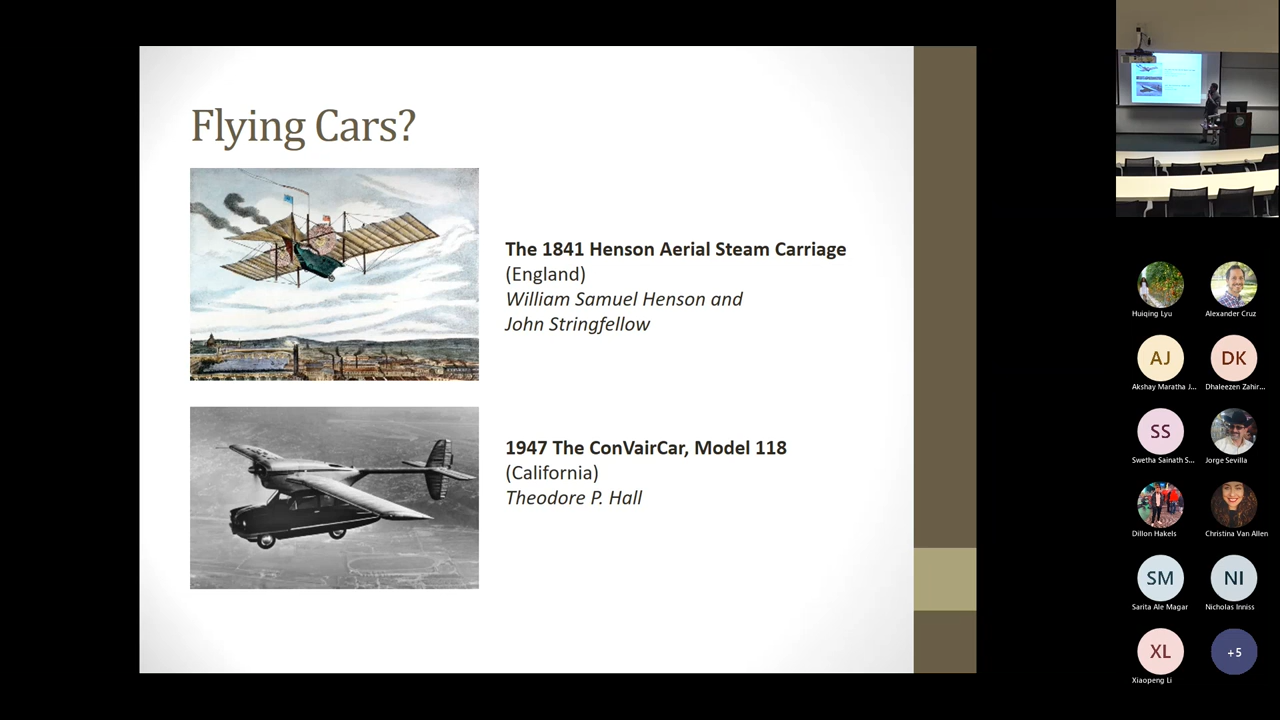 Flying Cars?
The 1841 Henson Aerial Steam Carriage
(England)
William Samuel Henson and
John Stringfellow
1947 The ConVairCar, Model 118
(California)
Theodore P. Hall
Huiqing Lyu
Alexander Cruz
AJ
DK
Akshay Maratha J...
Dhaleezen Zahir...
SS
Swetha Sainath S...
Jorge Sevilla
Dillon Hakels
Christina Van Allen
SM
NI
Sarita Ale Magar
Nicholas Inniss
XL
+5
Xiaopeng Li